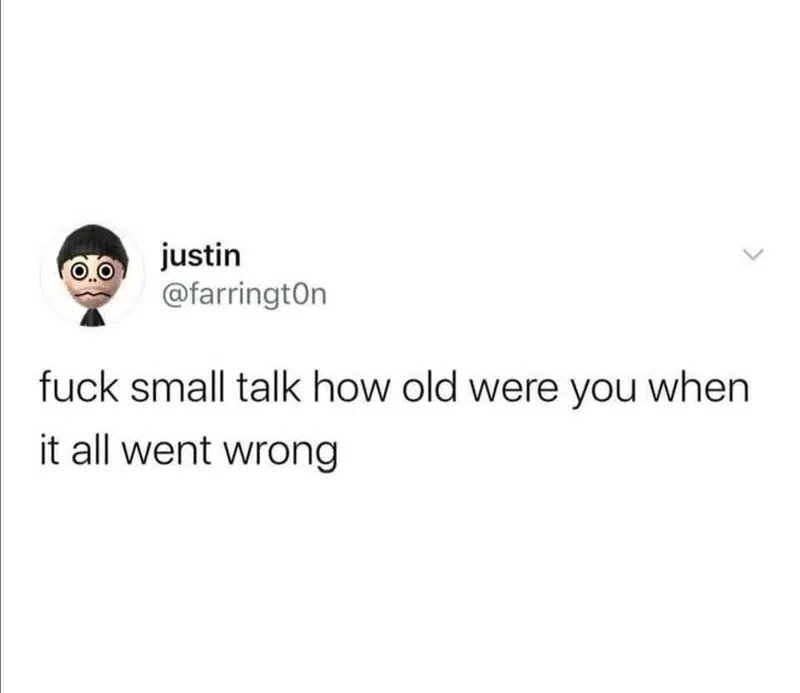 justin
@farringt0n
fuck small talk how old were you when
it all went wrong